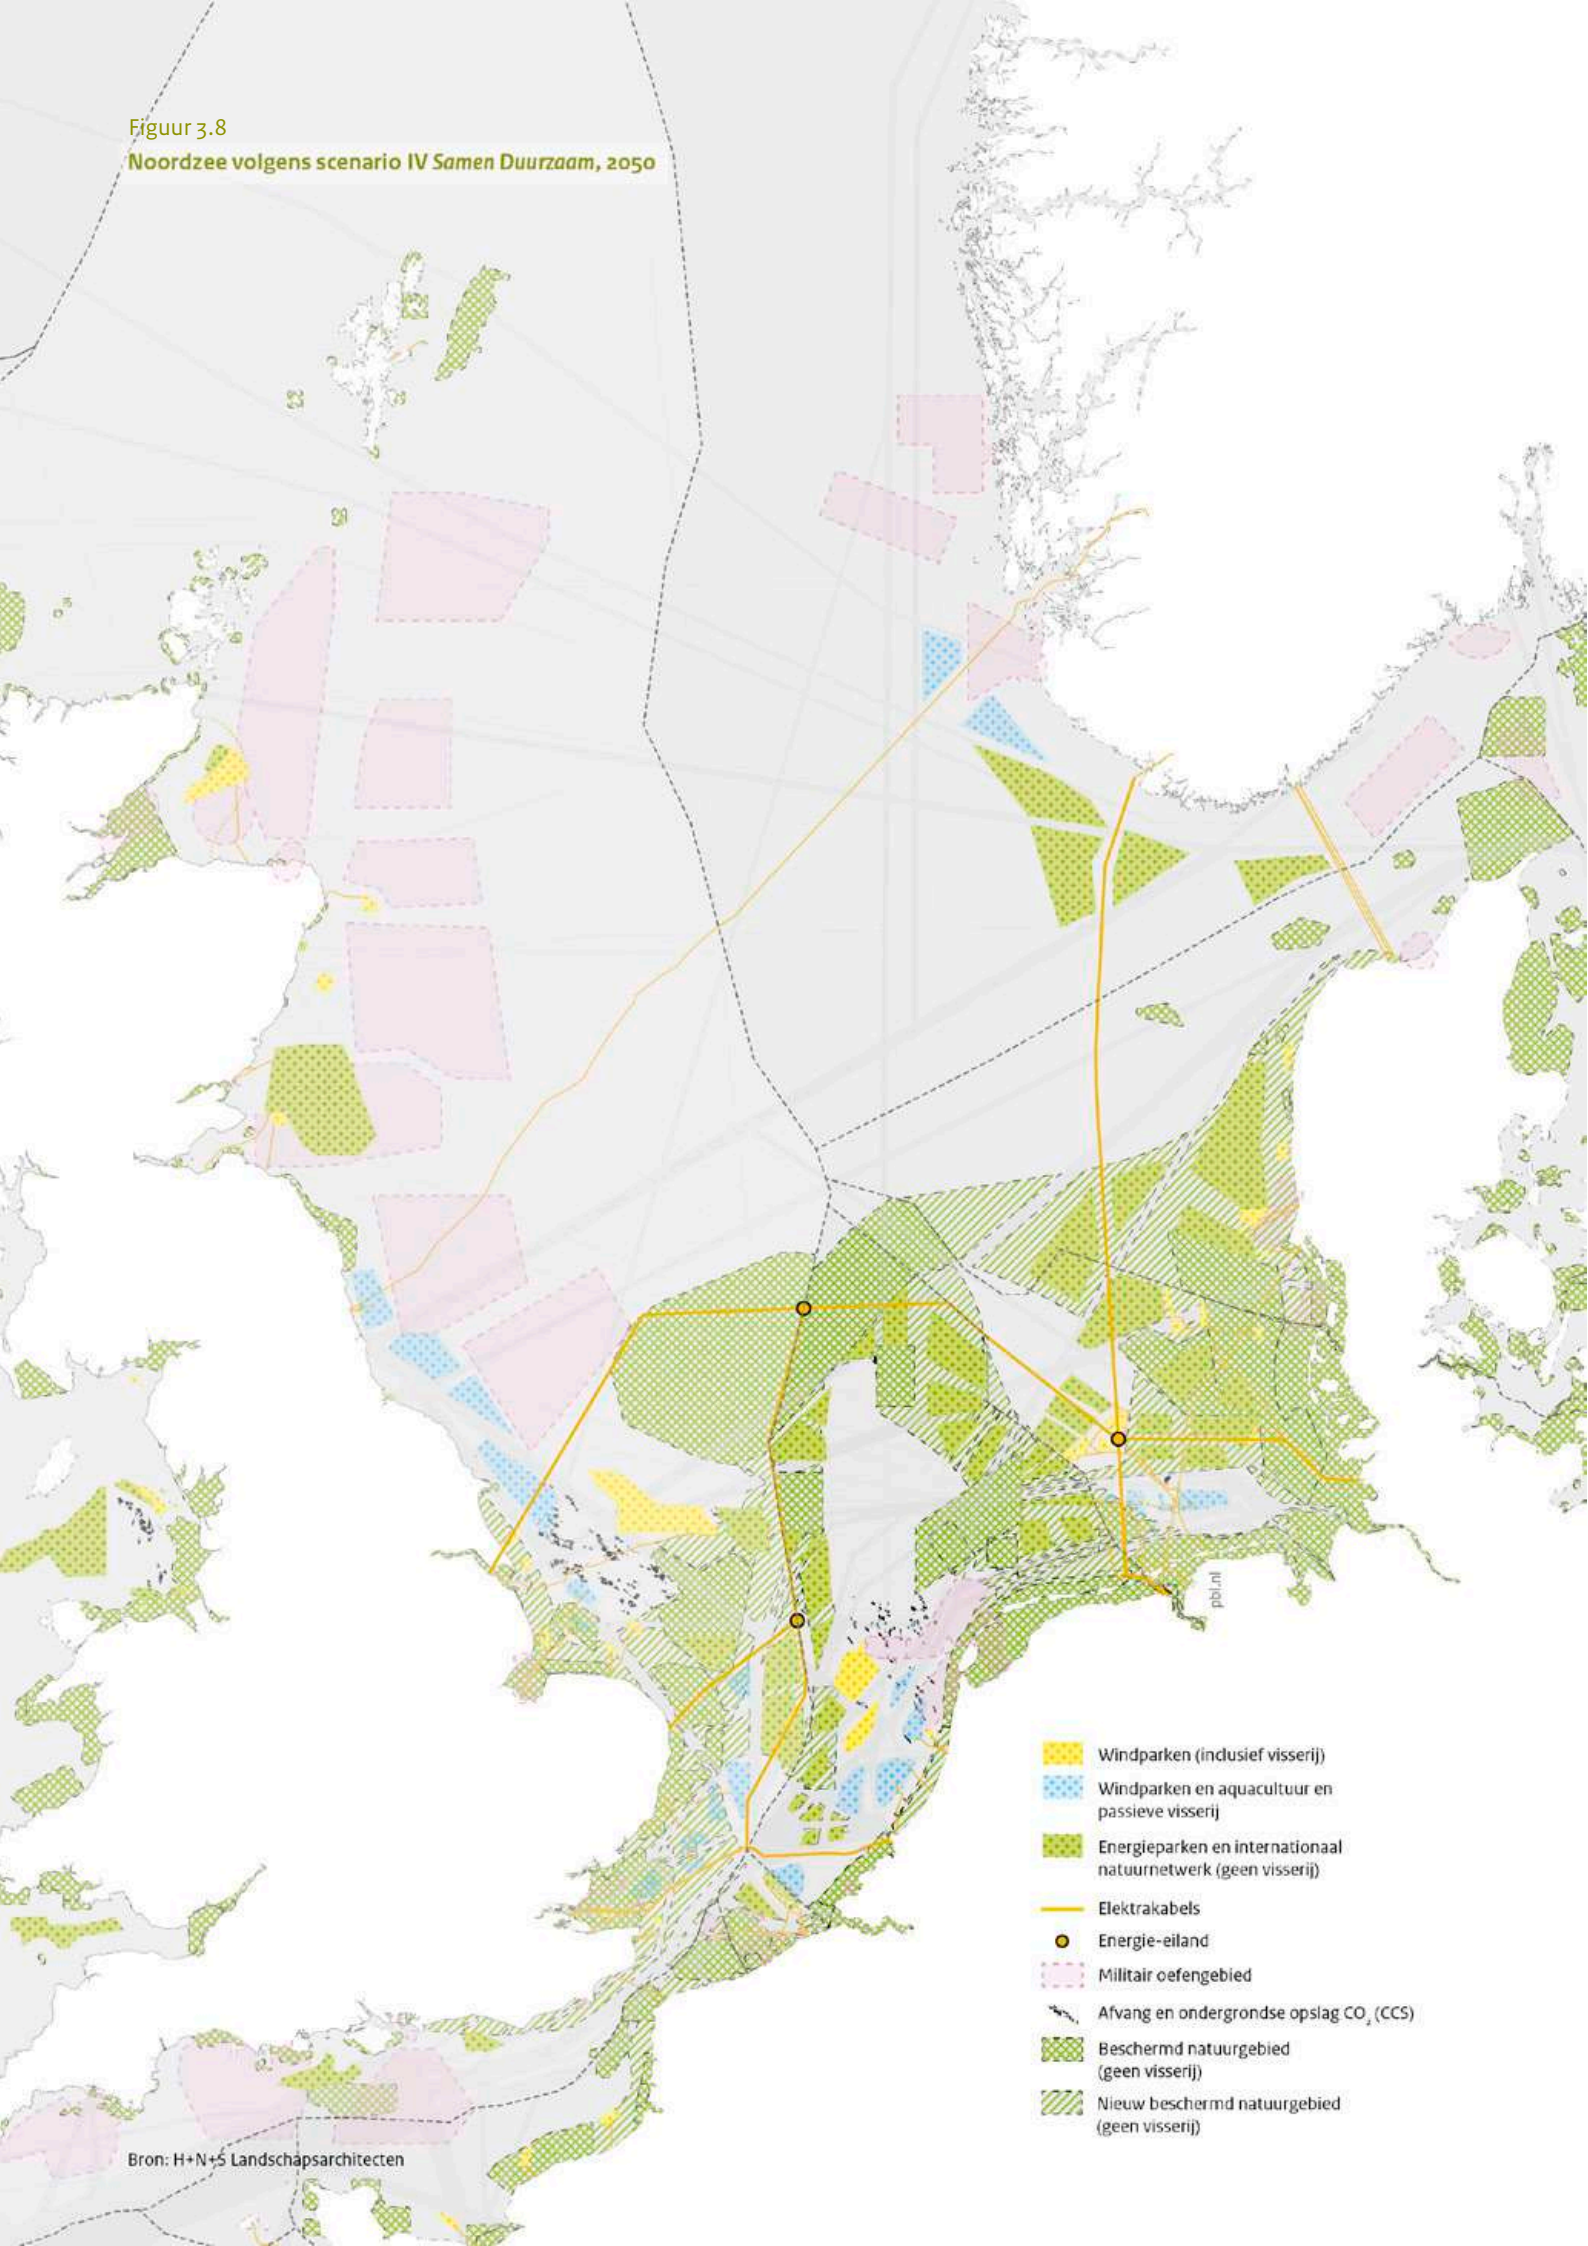 Figuur 3.8
Noordzee volgens scenario IV Samen Duurzaam, 2050
pbl.nl
Windparken (inclusief visserij)
Windparken en aquacultuur en
passieve visserij
Energieparken en internationaal
natuurnetwerk (geen visserij)
Elektrakabels
Energie-eiland
Militair oefengebied
Afvang en ondergrondse opslag CO₂ (CCS)
Beschermd natuurgebied
(geen visserij)
Nieuw beschermd natuurgebied
(geen visserij)
Bron: H+N+S Landschapsarchitecten